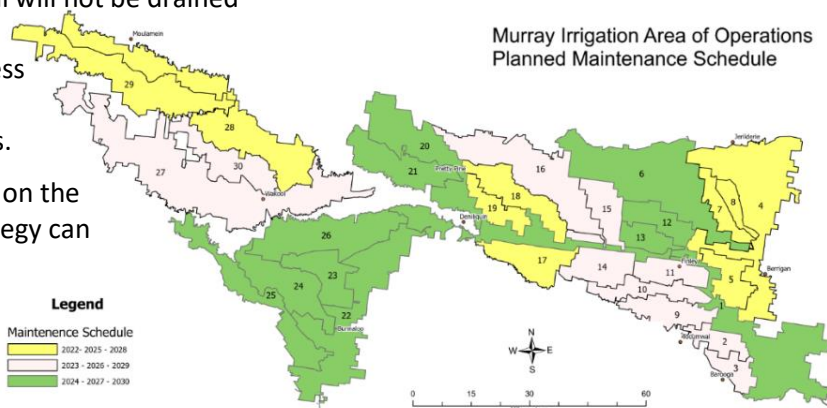 will not be drained
ess
s.
on the
egy can
Murray Irrigation Area of Operations
Planned Maintenance Schedule
Moulamein
29
28
27
30
Wakool
20
21
Pretty Pine
16
6
Jerilderie
7
8
4
18
19
15
12
13
Deniliquin
26
17
14
11
Finley
5
Berrigan
10
9
1
23
24
25
22
Bunnaloo
2
3
Barooga
N
W
E
S
Legend
Maintenence Schedule
2022- 2025 - 2028
2023 - 2026 - 2029
2024 - 2027 - 2030
0
15
30
60